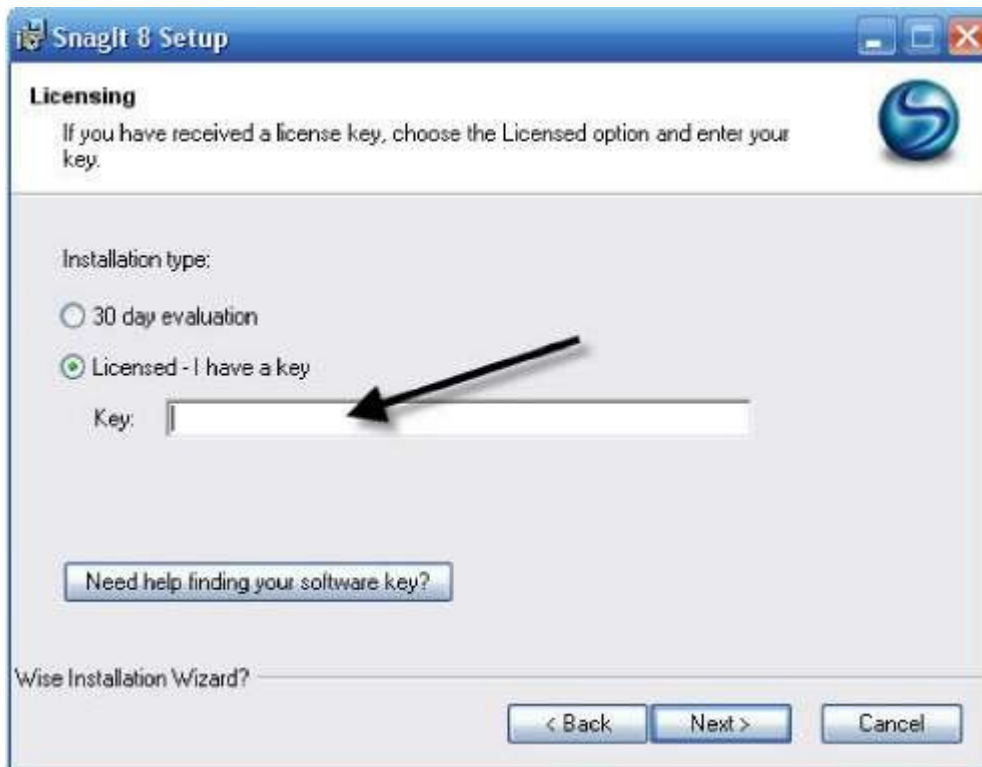 SnagIt 8 Setup
Licensing
If you have received a license key, choose the Licensed option and enter your
key.
Installation type:
30 day evaluation
Licensed - I have a key
Key:
Need help finding your software key?
Wise Installation Wizard?
< Back Next > Cancel